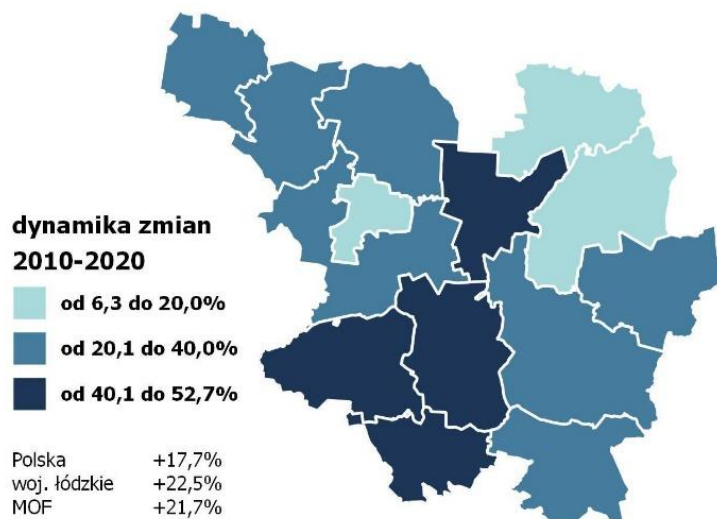 dynamika zmian
2010-2020
od 6,3 do 20,0%
od 20,1 do 40,0%
od 40,1 do 52,7%
Polska +17,7%
woj. łódzkie +22,5%
MOF +21,7%